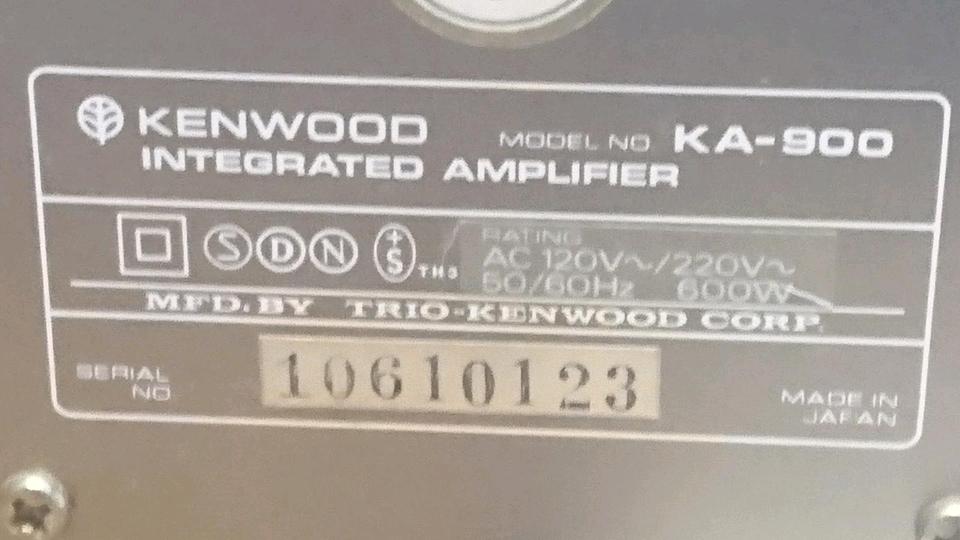 KENWOOD MODEL NO KA-900
INTEGRATED AMPLIFIER
S D N +S TH3
RATING
AC 120V~/220V~
50/60Hz 600W
MFD. BY TRIO-KENWOOD CORP.
SERIAL NO 10610123
MADE IN JAPAN